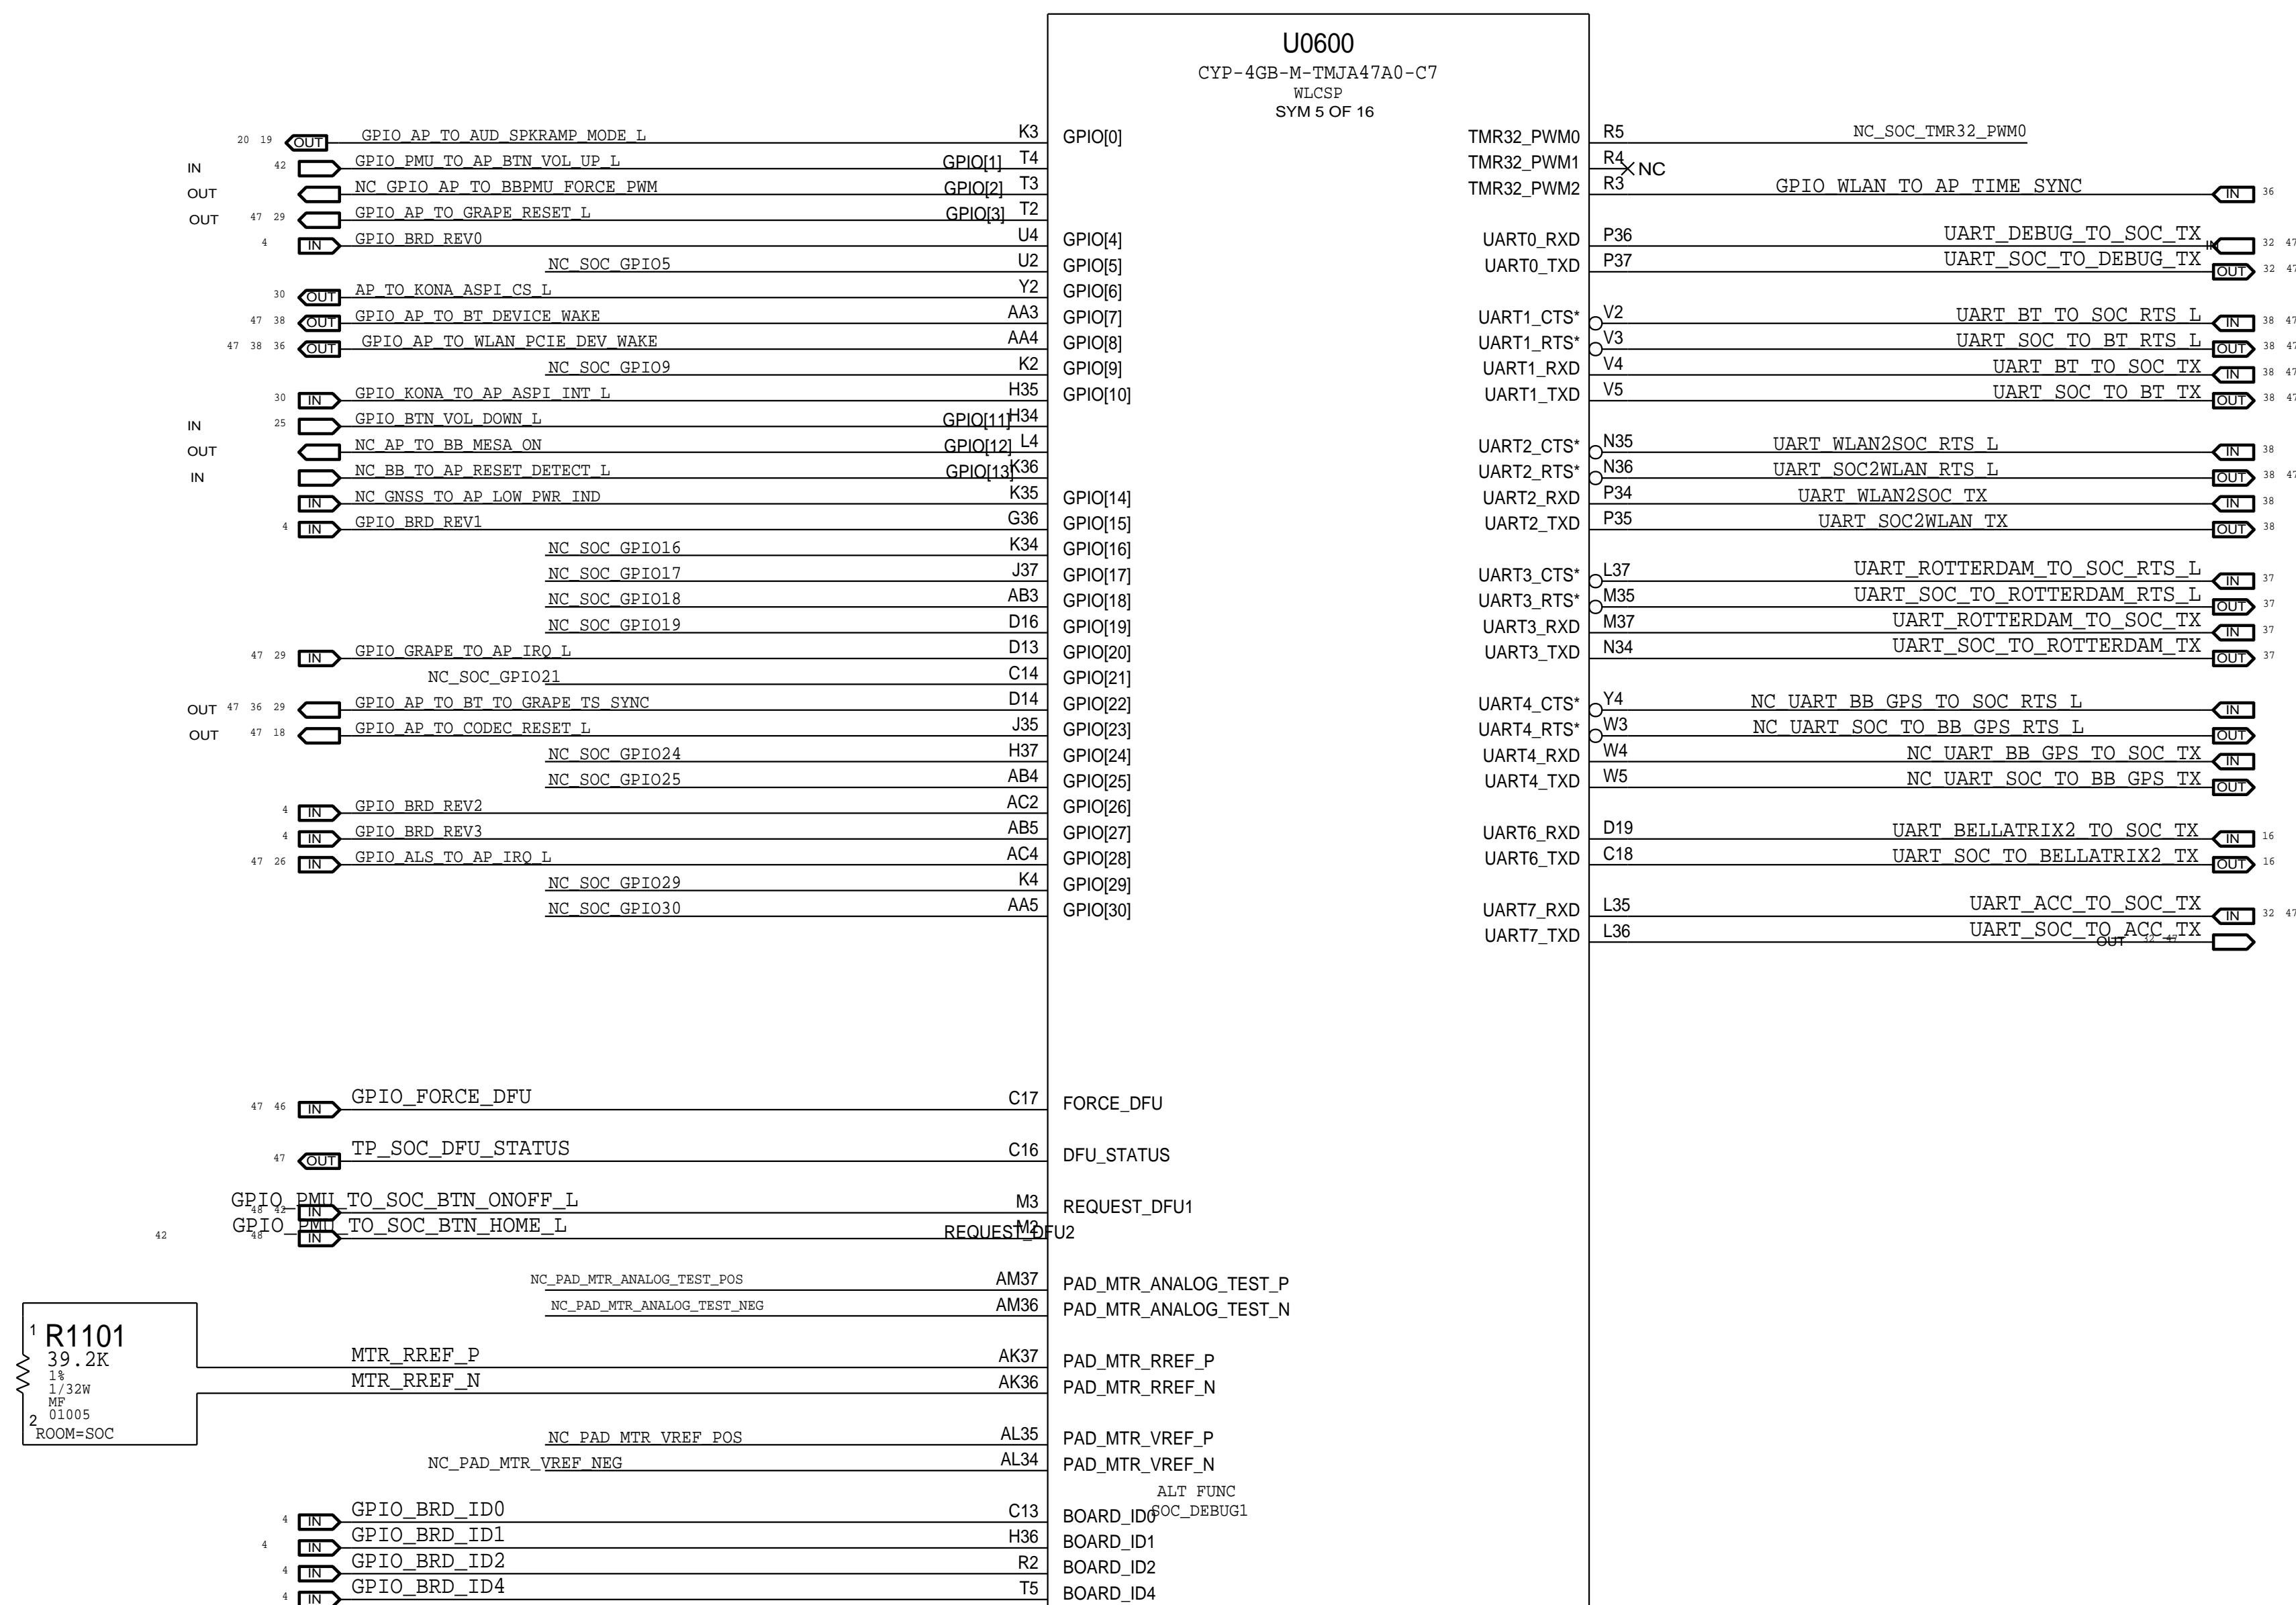 U0600
CYP-4GB-M-TMJA47A0-C7
WLCSP
SYM 5 OF 16
20 19 OUT GPIO_AP_TO_AUD_SPKRAMP_MODE_L K3 GPIO[0]
IN 42 GPIO_PMU_TO_AP_BTN_VOL_UP_L GPIO[1] T4
OUT NC_GPIO_AP_TO_BBPMU_FORCE_PWM GPIO[2] T3
OUT 47 29 GPIO_AP_TO_GRAPE_RESET_L GPIO[3] T2
4 IN GPIO_BRD_REV0 U4 GPIO[4]
NC_SOC_GPIO5 U2 GPIO[5]
30 OUT AP_TO_KONA_ASPI_CS_L Y2 GPIO[6]
47 38 OUT GPIO_AP_TO_BT_DEVICE_WAKE AA3 GPIO[7]
47 38 36 OUT GPIO_AP_TO_WLAN_PCIE_DEV_WAKE AA4 GPIO[8]
NC_SOC_GPIO9 K2 GPIO[9]
30 IN GPIO_KONA_TO_AP_ASPI_INT_L H35 GPIO[10]
IN 25 GPIO_BTN_VOL_DOWN_L GPIO[11] H34
OUT NC_AP_TO_BB_MESA_ON GPIO[12] L4
IN NC_BB_TO_AP_RESET_DETECT_L GPIO[13] K36
IN NC_GNSS_TO_AP_LOW_PWR_IND K35 GPIO[14]
4 IN GPIO_BRD_REV1 G36 GPIO[15]
NC_SOC_GPIO16 K34 GPIO[16]
NC_SOC_GPIO17 J37 GPIO[17]
NC_SOC_GPIO18 AB3 GPIO[18]
NC_SOC_GPIO19 D16 GPIO[19]
47 29 IN GPIO_GRAPE_TO_AP_IRQ_L D13 GPIO[20]
NC_SOC_GPIO21 C14 GPIO[21]
OUT 47 36 29 GPIO_AP_TO_BT_TO_GRAPE_TS_SYNC D14 GPIO[22]
OUT 47 18 GPIO_AP_TO_CODEC_RESET_L J35 GPIO[23]
NC_SOC_GPIO24 H37 GPIO[24]
NC_SOC_GPIO25 AB4 GPIO[25]
4 IN GPIO_BRD_REV2 AC2 GPIO[26]
4 IN GPIO_BRD_REV3 AB5 GPIO[27]
47 26 IN GPIO_ALS_TO_AP_IRQ_L AC4 GPIO[28]
NC_SOC_GPIO29 K4 GPIO[29]
NC_SOC_GPIO30 AA5 GPIO[30]
TMR32_PWM0 R5 NC_SOC_TMR32_PWM0
TMR32_PWM1 R4 NC
TMR32_PWM2 R3 GPIO_WLAN_TO_AP_TIME_SYNC IN 36
UART0_RXD P36 UART_DEBUG_TO_SOC_TX IN 32 47
UART0_TXD P37 UART_SOC_TO_DEBUG_TX OUT 32 47
UART1_CTS* V2 UART_BT_TO_SOC_RTS_L IN 38 47
UART1_RTS* V3 UART_SOC_TO_BT_RTS_L OUT 38 47
UART1_RXD V4 UART_BT_TO_SOC_TX IN 38 47
UART1_TXD V5 UART_SOC_TO_BT_TX OUT 38 47
UART2_CTS* N35 UART_WLAN2SOC_RTS_L IN 38
UART2_RTS* N36 UART_SOC2WLAN_RTS_L OUT 38 47
UART2_RXD P34 UART_WLAN2SOC_TX IN 38
UART2_TXD P35 UART_SOC2WLAN_TX OUT 38
UART3_CTS* L37 UART_ROTTERDAM_TO_SOC_RTS_L IN 37
UART3_RTS* M35 UART_SOC_TO_ROTTERDAM_RTS_L OUT 37
UART3_RXD M37 UART_ROTTERDAM_TO_SOC_TX IN 37
UART3_TXD N34 UART_SOC_TO_ROTTERDAM_TX OUT 37
UART4_CTS* Y4 NC_UART_BB_GPS_TO_SOC_RTS_L IN
UART4_RTS* W3 NC_UART_SOC_TO_BB_GPS_RTS_L OUT
UART4_RXD W4 NC_UART_BB_GPS_TO_SOC_TX IN
UART4_TXD W5 NC_UART_SOC_TO_BB_GPS_TX OUT
UART6_RXD D19 UART_BELLATRIX2_TO_SOC_TX IN 16
UART6_TXD C18 UART_SOC_TO_BELLATRIX2_TX OUT 16
UART7_RXD L35 UART_ACC_TO_SOC_TX IN 32 47
UART7_TXD L36 UART_SOC_TO_ACC_TX OUT 32 47
47 46 IN GPIO_FORCE_DFU C17 FORCE_DFU
47 OUT TP_SOC_DFU_STATUS C16 DFU_STATUS
48 42 IN GPIO_PMU_TO_SOC_BTN_ONOFF_L M3 REQUEST_DFU1
42 48 IN GPIO_PMU_TO_SOC_BTN_HOME_L M2 REQUEST_DFU2
NC_PAD_MTR_ANALOG_TEST_POS AM37 PAD_MTR_ANALOG_TEST_P
NC_PAD_MTR_ANALOG_TEST_NEG AM36 PAD_MTR_ANALOG_TEST_N
1 R1101
39.2K
1%
1/32W
MF
01005
2
ROOM=SOC
MTR_RREF_P AK37 PAD_MTR_RREF_P
MTR_RREF_N AK36 PAD_MTR_RREF_N
NC_PAD_MTR_VREF_POS AL35 PAD_MTR_VREF_P
NC_PAD_MTR_VREF_NEG AL34 PAD_MTR_VREF_N
ALT FUNC
SOC_DEBUG1
4 IN GPIO_BRD_ID0 C13 BOARD_ID0
4 IN GPIO_BRD_ID1 H36 BOARD_ID1
4 IN GPIO_BRD_ID2 R2 BOARD_ID2
4 IN GPIO_BRD_ID4 T5 BOARD_ID4